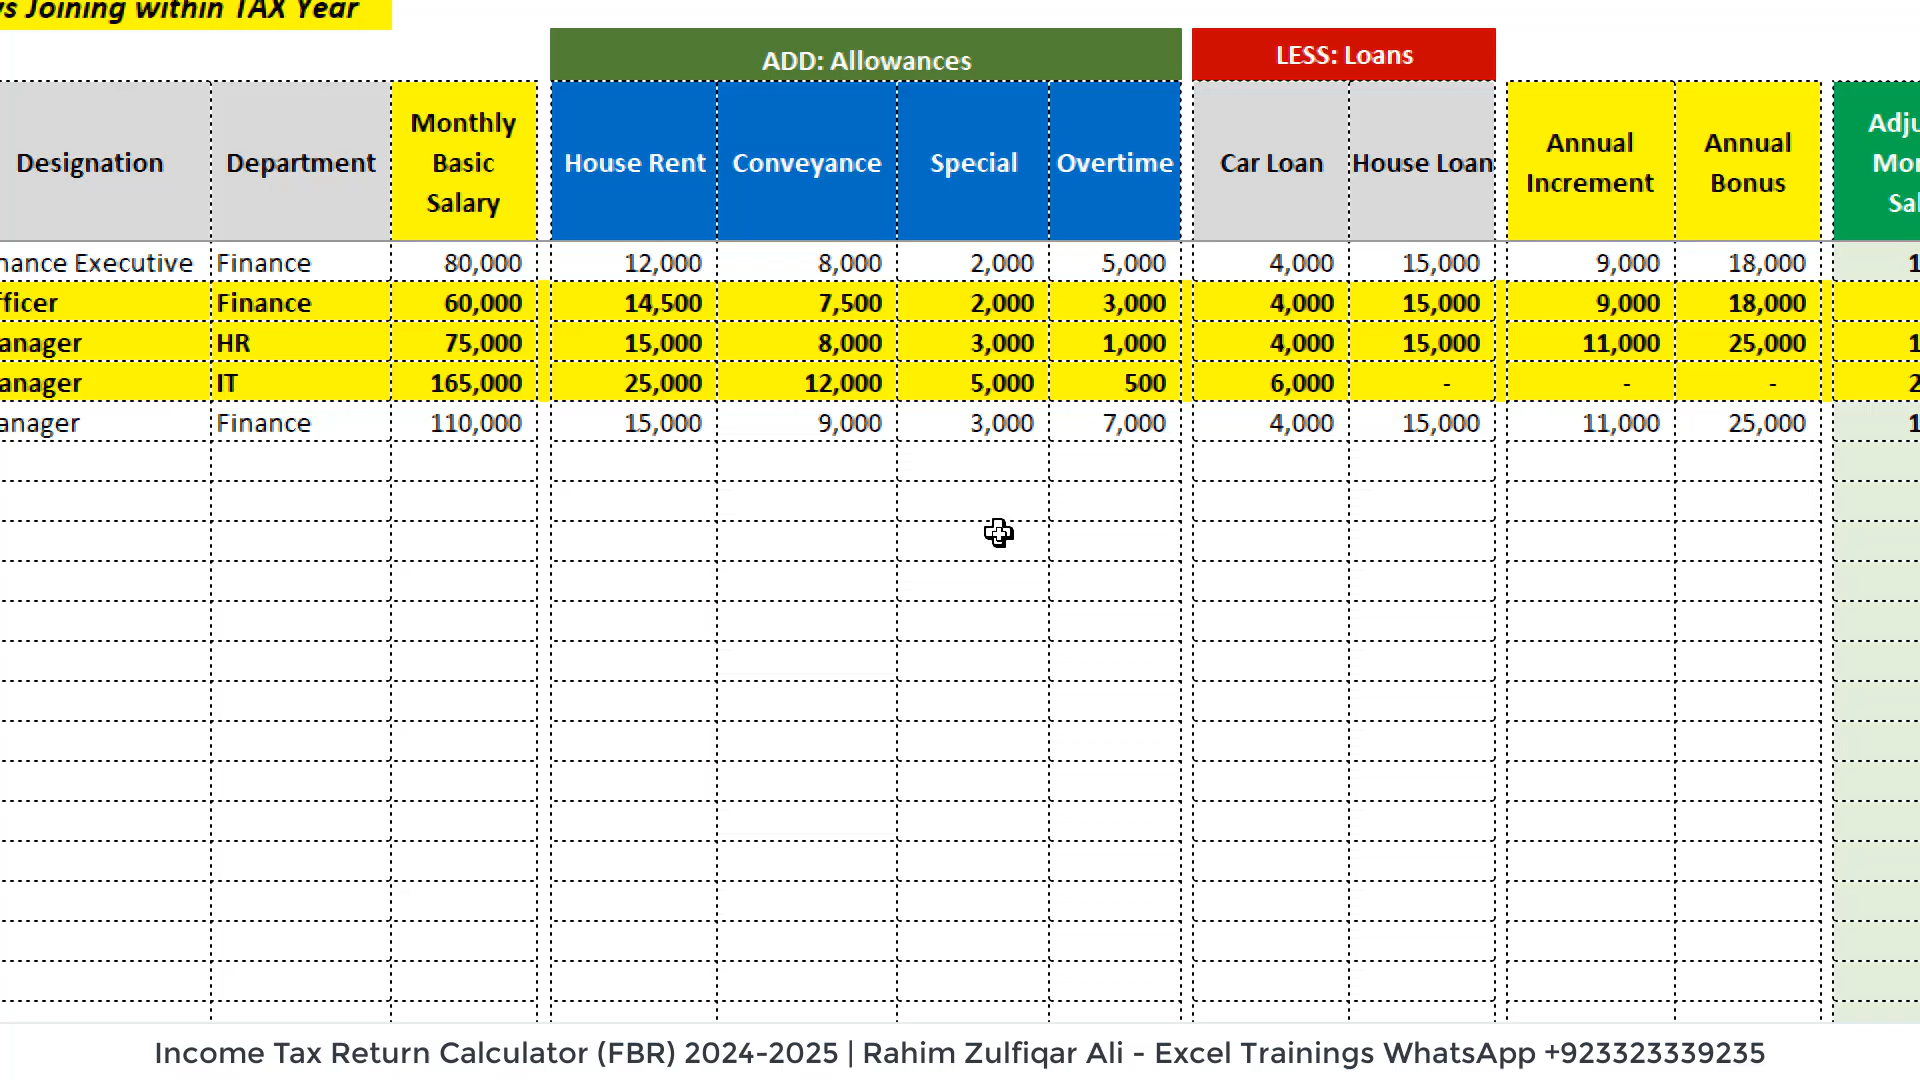 Joining within TAX Year
ADD: Allowances LESS: Loans
Designation Department Monthly Basic Salary House Rent Conveyance Special Overtime Car Loan House Loan Annual Increment Annual Bonus
Executive Finance 80,000 12,000 8,000 2,000 5,000 4,000 15,000 9,000 18,000
Finance 60,000 14,500 7,500 2,000 3,000 4,000 15,000 9,000 18,000
HR 75,000 15,000 8,000 3,000 1,000 4,000 15,000 11,000 25,000
IT 165,000 25,000 12,000 5,000 500 6,000 - - -
Finance 110,000 15,000 9,000 3,000 7,000 4,000 15,000 11,000 25,000
Income Tax Return Calculator (FBR) 2024-2025 | Rahim Zulfiqar Ali - Excel Trainings WhatsApp +923323339235